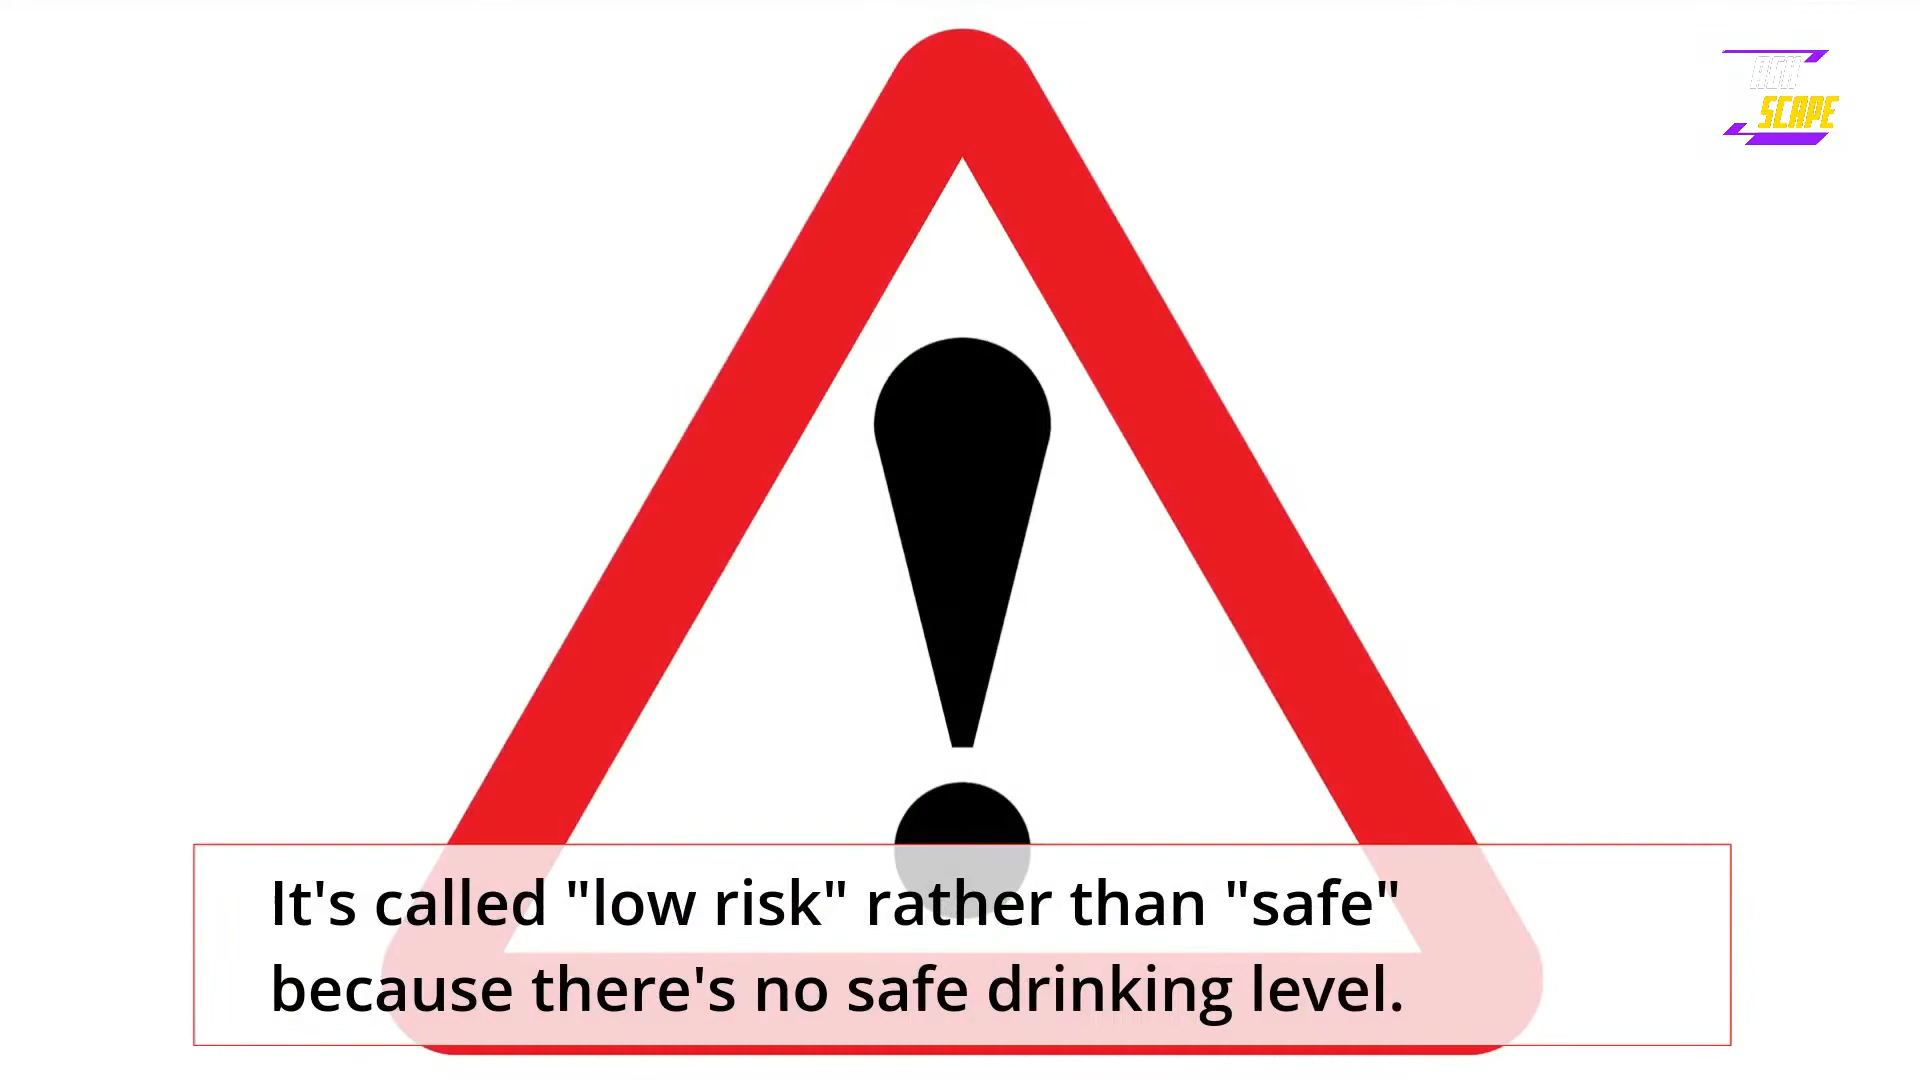 SCAPE
It's called "low risk" rather than "safe"
because there's no safe drinking level.